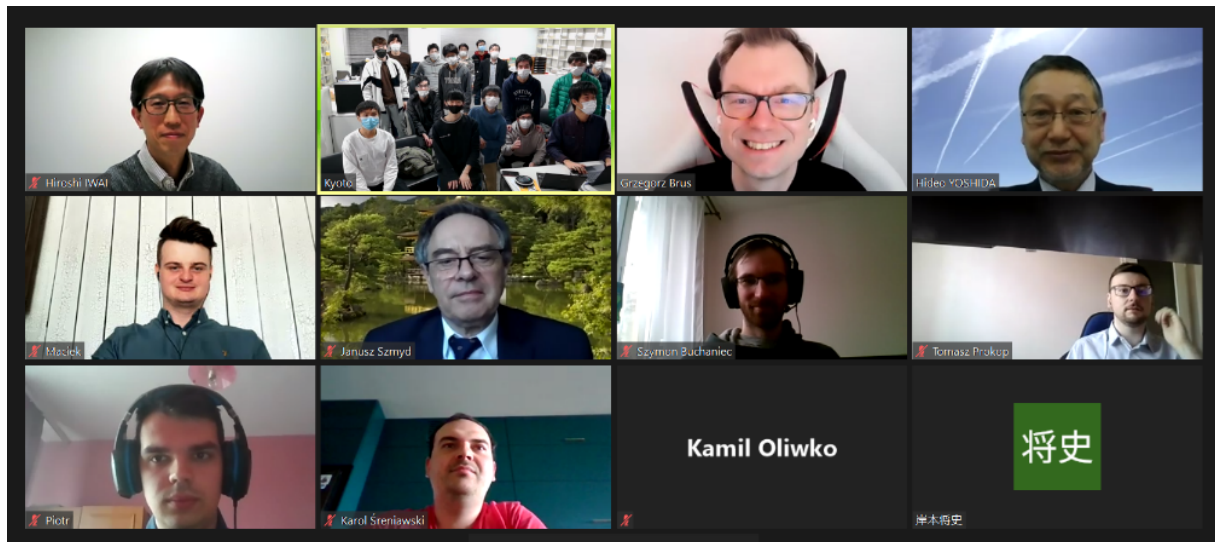 Hiroshi IWAI
Kyoto
Grzegorz Brus
Hideo YOSHIDA
Maciek
Janusz Szmyd
Szymon Buchaniec
Tomasz Prokop
Piotr
Karol Śreniawski
Kamil Oliwko
将史
岸本将史